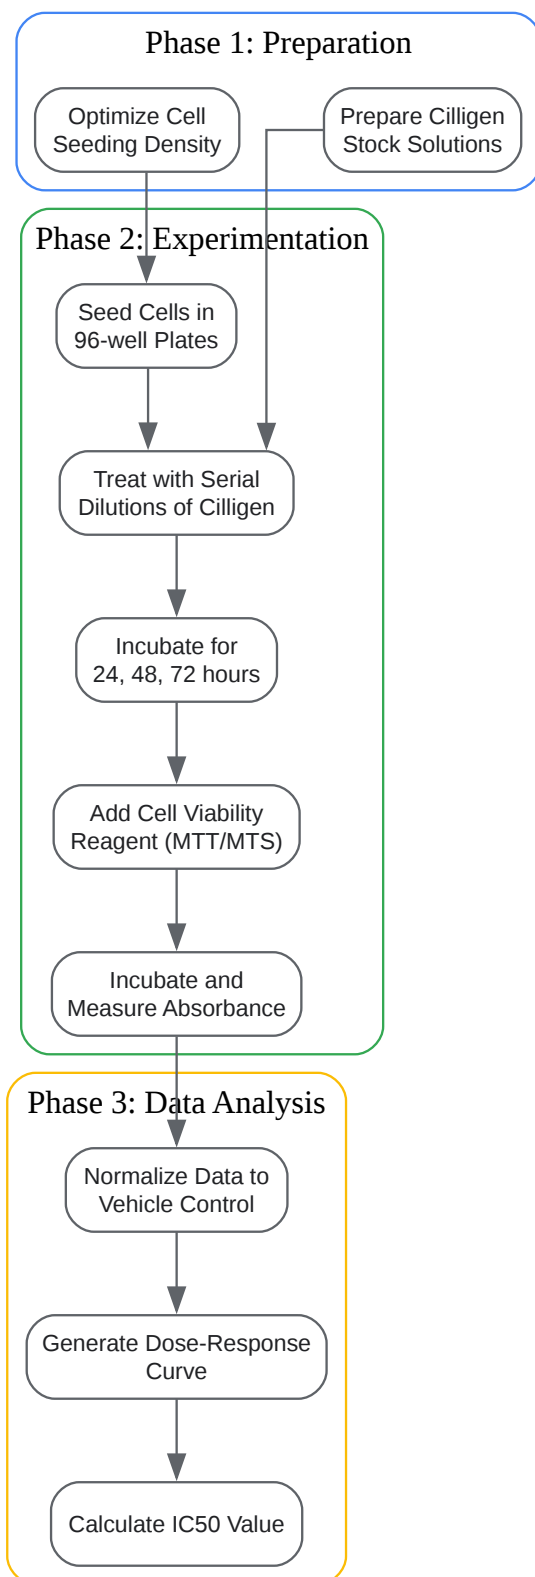 Phase 1: Preparation
Optimize Cell
Seeding Density
Prepare Cilligen
Stock Solutions
Phase 2: Experimentation
Seed Cells in
96-well Plates
Treat with Serial
Dilutions of Cilligen
Incubate for
24, 48, 72 hours
Add Cell Viability
Reagent (MTT/MTS)
Incubate and
Measure Absorbance
Phase 3: Data Analysis
Normalize Data to
Vehicle Control
Generate Dose-Response
Curve
Calculate IC50 Value